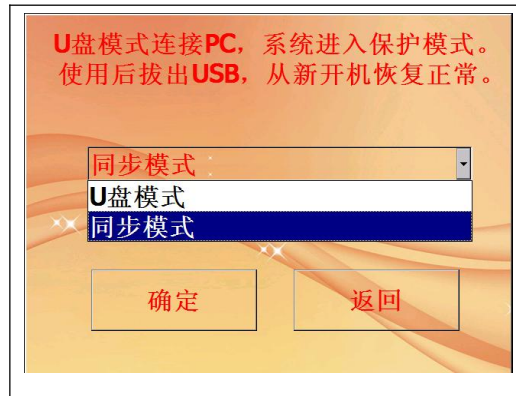 U盘模式连接PC，系统进入保护模式。
使用后拔出USB，从新开机恢复正常。
同步模式
U盘模式
同步模式
确定
返回